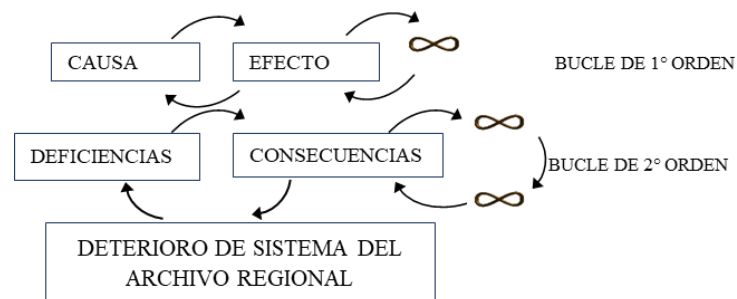 CAUSA
EFECTO
BUCLE DE 1° ORDEN
DEFICIENCIAS
CONSECUENCIAS
BUCLE DE 2° ORDEN
DETERIORO DE SISTEMA DEL
ARCHIVO REGIONAL